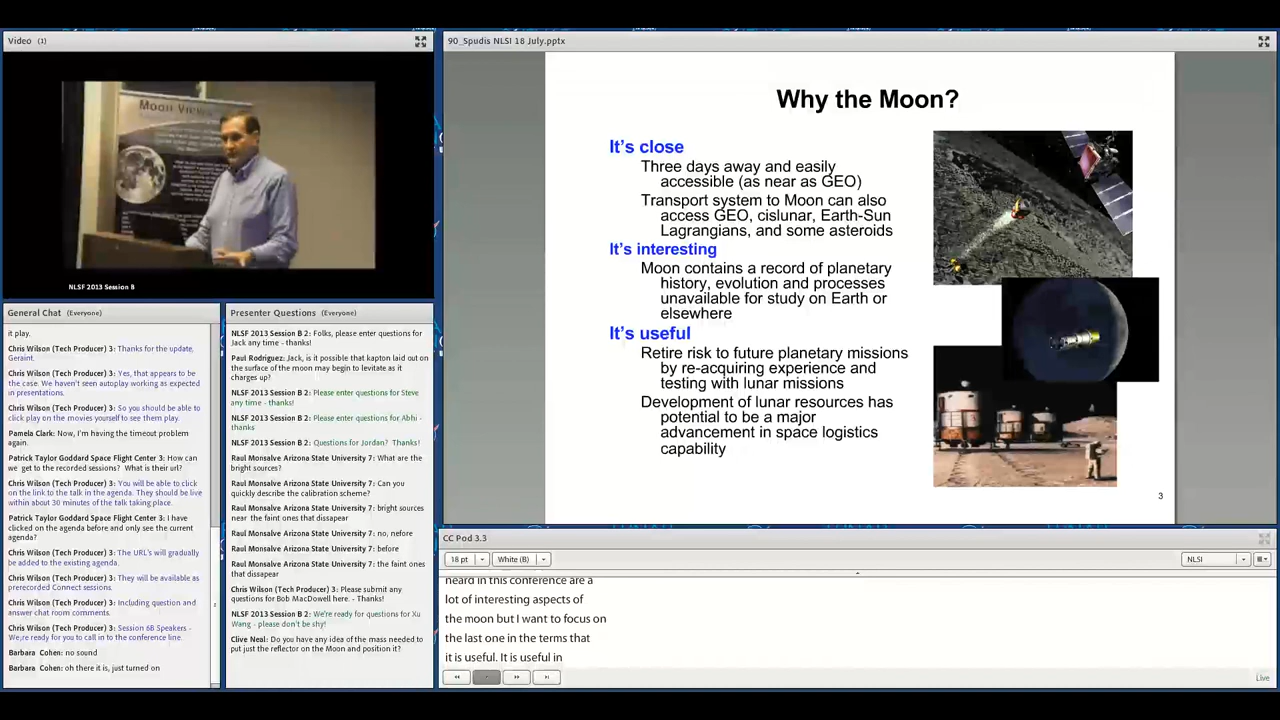 Video (1)
Moon Views
NLSF 2013 Session B
General Chat (Everyone)
it play.
Chris Wilson (Tech Producer) 3: Thanks for the update,
Geraint.
Chris Wilson (Tech Producer) 3: Yes, that appears to be
the case. We haven't seen autoplay working as expected
in presentations.
Chris Wilson (Tech Producer) 3: So you should be able to
click play on the movies yourself to see them play.
Pamela Clark: Now, I'm having the timeout problem
again.
Patrick Taylor Goddard Space Flight Center 3: How can
we get to the recorded sessions? What is their url?
Chris Wilson (Tech Producer) 3: You will be able to click
on the link to the talk in the agenda. They should be live
within about 30 minutes of the talk taking place.
Patrick Taylor Goddard Space Flight Center 3: I have
clicked on the agenda before and only see the current
agenda?
Chris Wilson (Tech Producer) 3: The URL's will gradually
be added to the existing agenda.
Chris Wilson (Tech Producer) 3: They will be available as
prerecorded Connect sessions.
Chris Wilson (Tech Producer) 3: Including question and
answer chat room comments.
Chris Wilson (Tech Producer) 3: Session 6B Speakers -
We;re ready for you to call in to the conference line.
Barbara Cohen: no sound
Barbara Cohen: oh there it is, just turned on
Presenter Questions (Everyone)
NLSF 2013 Session B 2: Folks, please enter questions for
Jack any time - thanks!
Paul Rodriguez: Jack, is it possible that kapton laid out on
the surface of the moon may begin to levitate as it
charges up?
NLSF 2013 Session B 2: Please enter questions for Steve
any time - thanks!
NLSF 2013 Session B 2: Please enter questions for Abhi -
thanks
NLSF 2013 Session B 2: Questions for Jordan? Thanks!
Raul Monsalve Arizona State University 7: What are the
bright sources?
Raul Monsalve Arizona State University 7: Can you
quickly describe the calibration scheme?
Raul Monsalve Arizona State University 7: bright sources
near the faint ones that dissapear
Raul Monsalve Arizona State University 7: no, nefore
Raul Monsalve Arizona State University 7: before
Raul Monsalve Arizona State University 7: the faint ones
that dissapear
Chris Wilson (Tech Producer) 3: Please submit any
questions for Bob MacDowell here. - Thanks!
NLSF 2013 Session B 2: We're ready for questions for Xu
Wang - please don't be shy!
Clive Neal: Do you have any idea of the mass needed to
put just the reflector on the Moon and position it?
90_Spudis NLSI 18 July.pptx
Why the Moon?
It's close
Three days away and easily
accessible (as near as GEO)
Transport system to Moon can also
access GEO, cislunar, Earth-Sun
Lagrangians, and some asteroids
It's interesting
Moon contains a record of planetary
history, evolution and processes
unavailable for study on Earth or
elsewhere
It's useful
Retire risk to future planetary missions
by re-acquiring experience and
testing with lunar missions
Development of lunar resources has
potential to be a major
advancement in space logistics
capability
3
CC Pod 3.3
18 pt White (B) NLSI
heard in this conference are a
lot of interesting aspects of
the moon but I want to focus on
the last one in the terms that
it is useful. It is useful in
Live